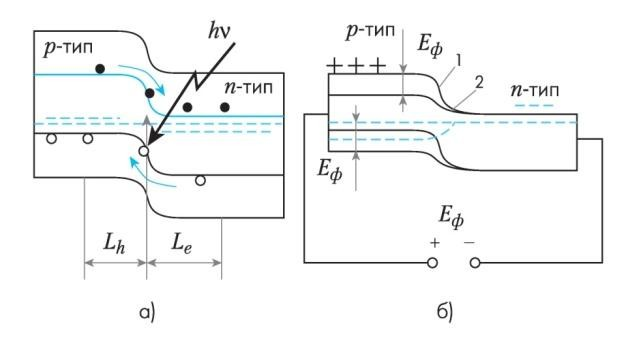 p-тип
hν
n-тип
L_h
L_e
а)
+ + +
p-тип
E_ф
1
2
n-тип
E_ф
E_ф
+ −
б)